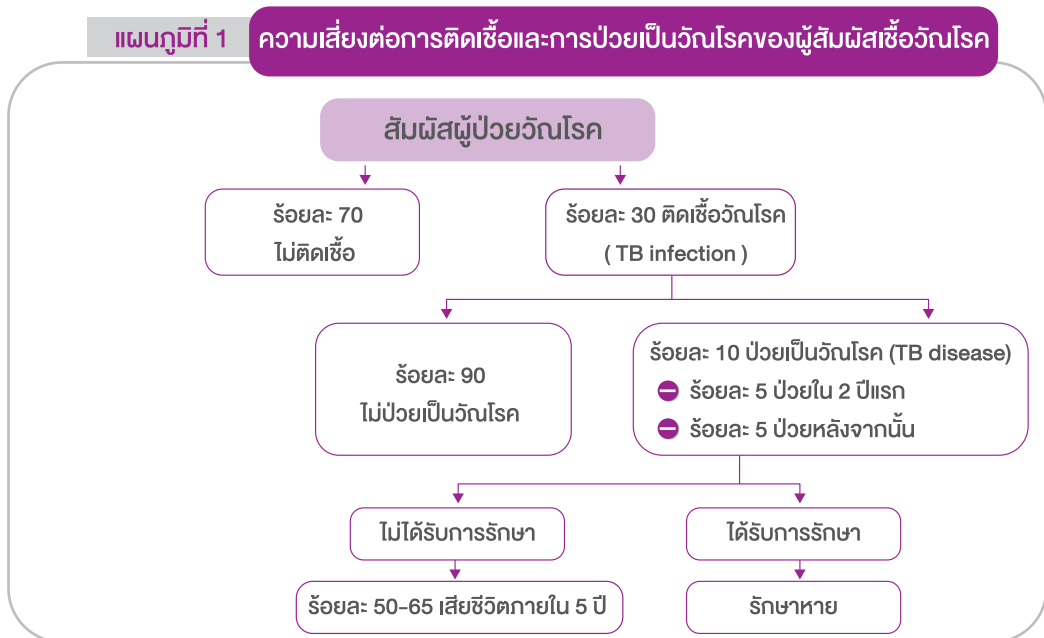 แผนภูมิที่ 1
ความเสี่ยงต่อการติดเชื้อและการป่วยเป็นวัณโรคของผู้สัมผัสเชื้อวัณโรค
สัมผัสผู้ป่วยวัณโรค
ร้อยละ 70
ไม่ติดเชื้อ
ร้อยละ 30 ติดเชื้อวัณโรค
( TB infection )
ร้อยละ 90
ไม่ป่วยเป็นวัณโรค
ร้อยละ 10 ป่วยเป็นวัณโรค (TB disease)
ร้อยละ 5 ป่วยใน 2 ปีแรก
ร้อยละ 5 ป่วยหลังจากนั้น
ไม่ได้รับการรักษา
ได้รับการรักษา
ร้อยละ 50-65 เสียชีวิตภายใน 5 ปี
รักษาหาย